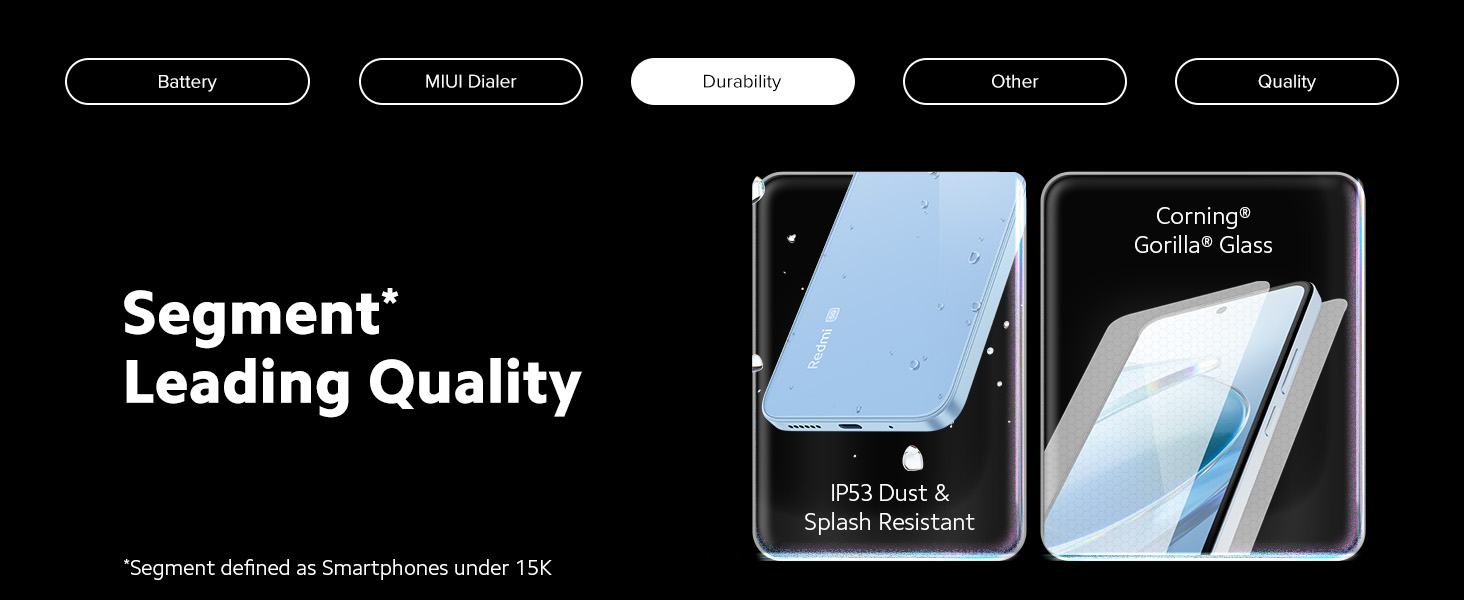 Battery
MIUI Dialer
Durability
Other
Quality
Segment*
Leading Quality
*Segment defined as Smartphones under 15K
Redmi 5G
IP53 Dust &
Splash Resistant
Corning®
Gorilla® Glass